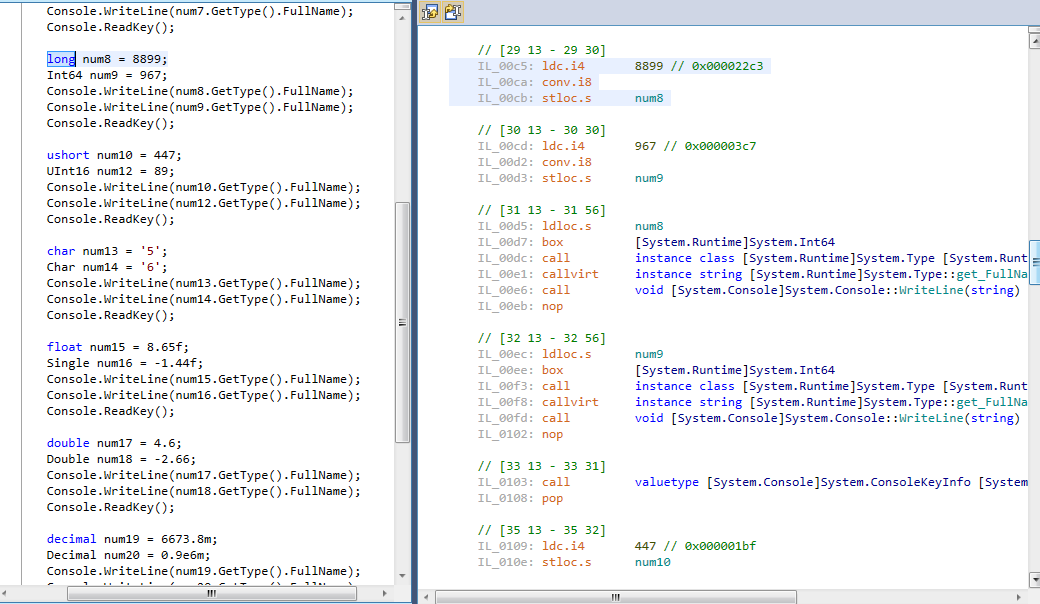 Console.WriteLine(num7.GetType().FullName);
Console.ReadKey();
long num8 = 8899;
Int64 num9 = 967;
Console.WriteLine(num8.GetType().FullName);
Console.WriteLine(num9.GetType().FullName);
Console.ReadKey();
ushort num10 = 447;
UInt16 num12 = 89;
Console.WriteLine(num10.GetType().FullName);
Console.WriteLine(num12.GetType().FullName);
Console.ReadKey();
char num13 = '5';
Char num14 = '6';
Console.WriteLine(num13.GetType().FullName);
Console.WriteLine(num14.GetType().FullName);
Console.ReadKey();
float num15 = 8.65f;
Single num16 = -1.44f;
Console.WriteLine(num15.GetType().FullName);
Console.WriteLine(num16.GetType().FullName);
Console.ReadKey();
double num17 = 4.6;
Double num18 = -2.66;
Console.WriteLine(num17.GetType().FullName);
Console.WriteLine(num18.GetType().FullName);
Console.ReadKey();
decimal num19 = 6673.8m;
Decimal num20 = 0.9e6m;
Console.WriteLine(num19.GetType().FullName);
// [29 13 - 29 30]
IL_00c5: ldc.i4 8899 // 0x000022c3
IL_00ca: conv.i8
IL_00cb: stloc.s num8
// [30 13 - 30 30]
IL_00cd: ldc.i4 967 // 0x000003c7
IL_00d2: conv.i8
IL_00d3: stloc.s num9
// [31 13 - 31 56]
IL_00d5: ldloc.s num8
IL_00d7: box [System.Runtime]System.Int64
IL_00dc: call instance class [System.Runtime]System.Type [System.Runt
IL_00e1: callvirt instance string [System.Runtime]System.Type::get_FullNa
IL_00e6: call void [System.Console]System.Console::WriteLine(string)
IL_00eb: nop
// [32 13 - 32 56]
IL_00ec: ldloc.s num9
IL_00ee: box [System.Runtime]System.Int64
IL_00f3: call instance class [System.Runtime]System.Type [System.Runt
IL_00f8: callvirt instance string [System.Runtime]System.Type::get_FullNa
IL_00fd: call void [System.Console]System.Console::WriteLine(string)
IL_0102: nop
// [33 13 - 33 31]
IL_0103: call valuetype [System.Console]System.ConsoleKeyInfo [System
IL_0108: pop
// [35 13 - 35 32]
IL_0109: ldc.i4 447 // 0x000001bf
IL_010e: stloc.s num10